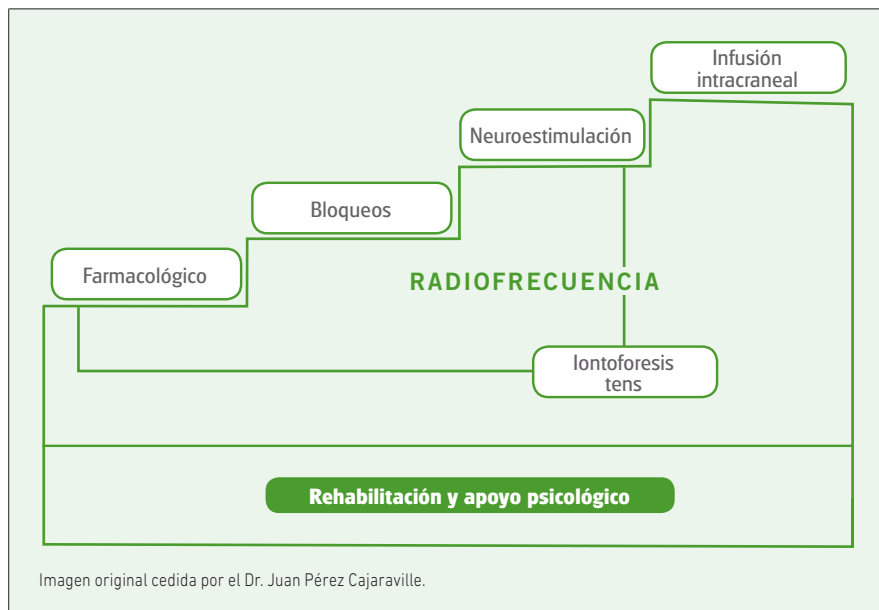 Infusión
intracraneal
Neuroestimulación
Bloqueos
Farmacológico
RADIOFRECUENCIA
Iontoforesis
tens
Rehabilitación y apoyo psicológico
Imagen original cedida por el Dr. Juan Pérez Cajaraville.